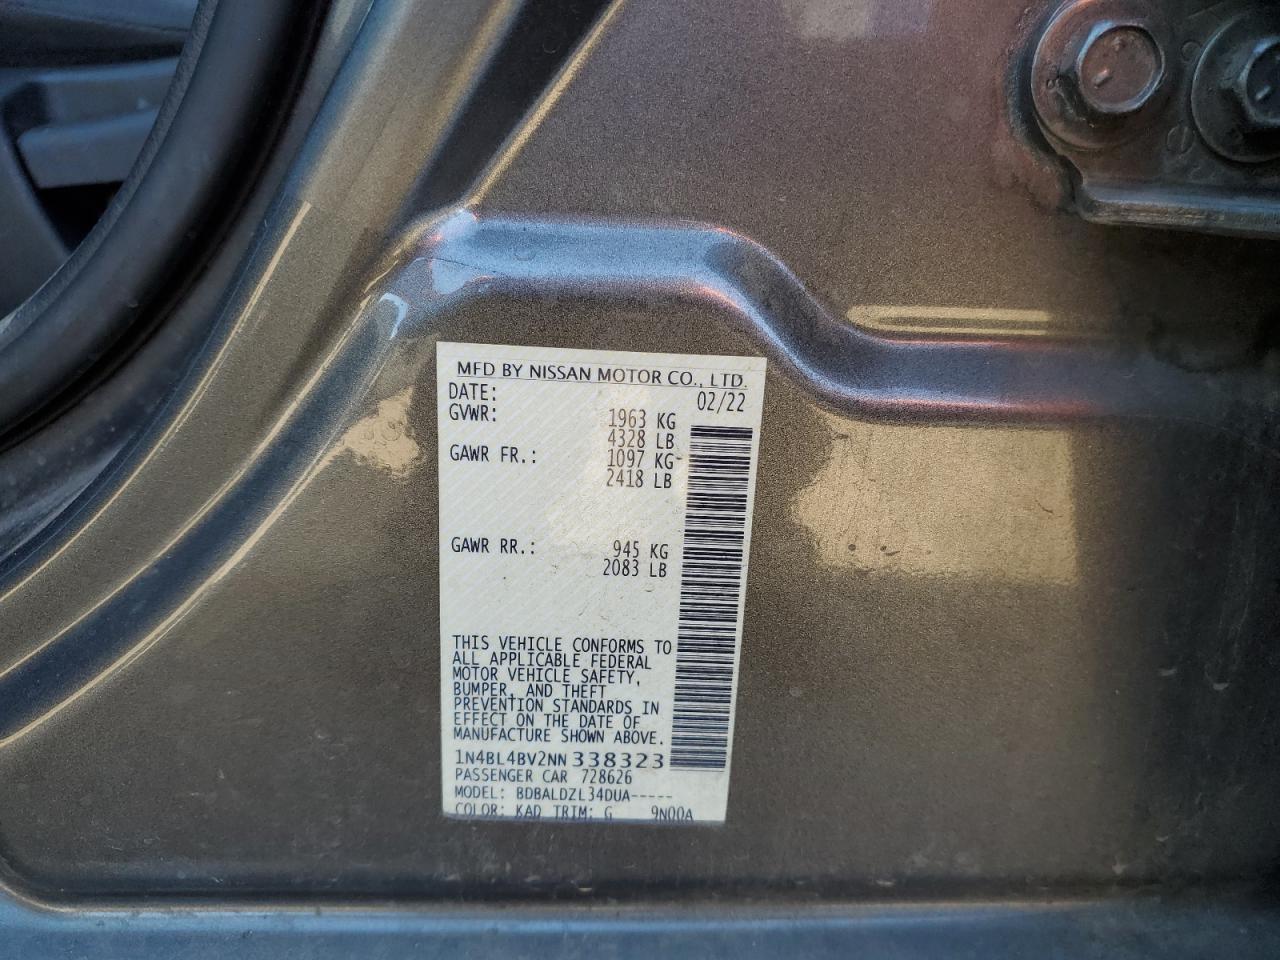 MFD BY NISSAN MOTOR CO., LTD.
DATE: 02/22
GVWR: 1963 KG
4328 LB
GAWR FR.: 1097 KG
2418 LB
GAWR RR.: 945 KG
2083 LB
THIS VEHICLE CONFORMS TO
ALL APPLICABLE FEDERAL
MOTOR VEHICLE SAFETY,
BUMPER, AND THEFT
PREVENTION STANDARDS IN
EFFECT ON THE DATE OF
MANUFACTURE SHOWN ABOVE.
1N4BL4BV2NN338323
PASSENGER CAR 728626
MODEL: BDBALDZL34DUA-----
COLOR: KAD TRIM: G 9N00A